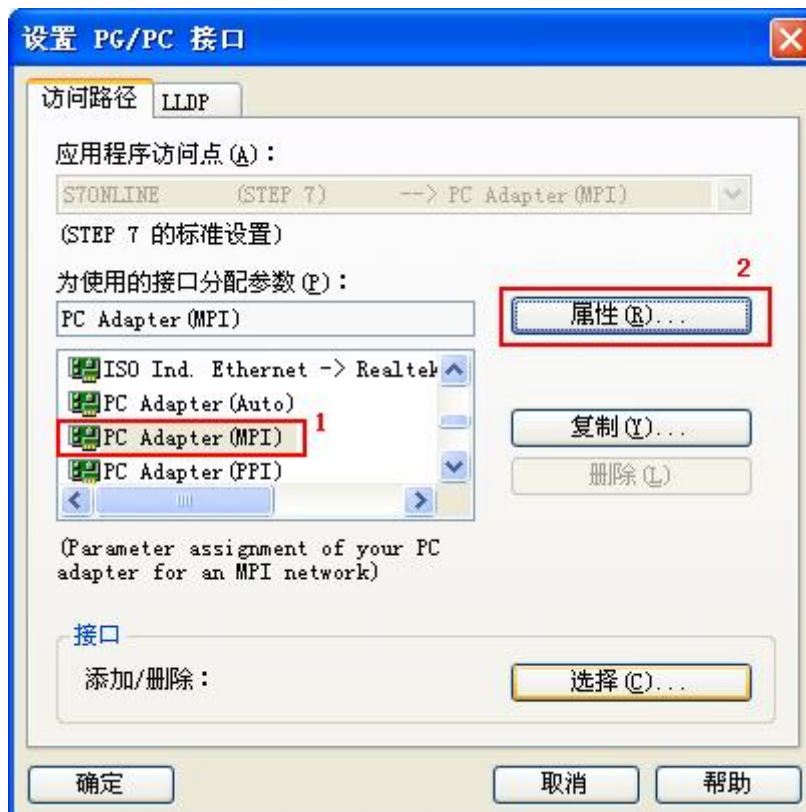 设置 PG/PC 接口
访问路径 LLDP
应用程序访问点(A)：
S7ONLINE (STEP 7) --> PC Adapter(MPI)
(STEP 7 的标准设置)
为使用的接口分配参数(P)：
2
PC Adapter(MPI)
属性(R)...
ISO Ind. Ethernet -> Realtek
PC Adapter(Auto)
PC Adapter(MPI)
1
PC Adapter(PPI)
复制(Y)...
删除(L)
(Parameter assignment of your PC
adapter for an MPI network)
接口
添加/删除：
选择(C)...
确定 取消 帮助